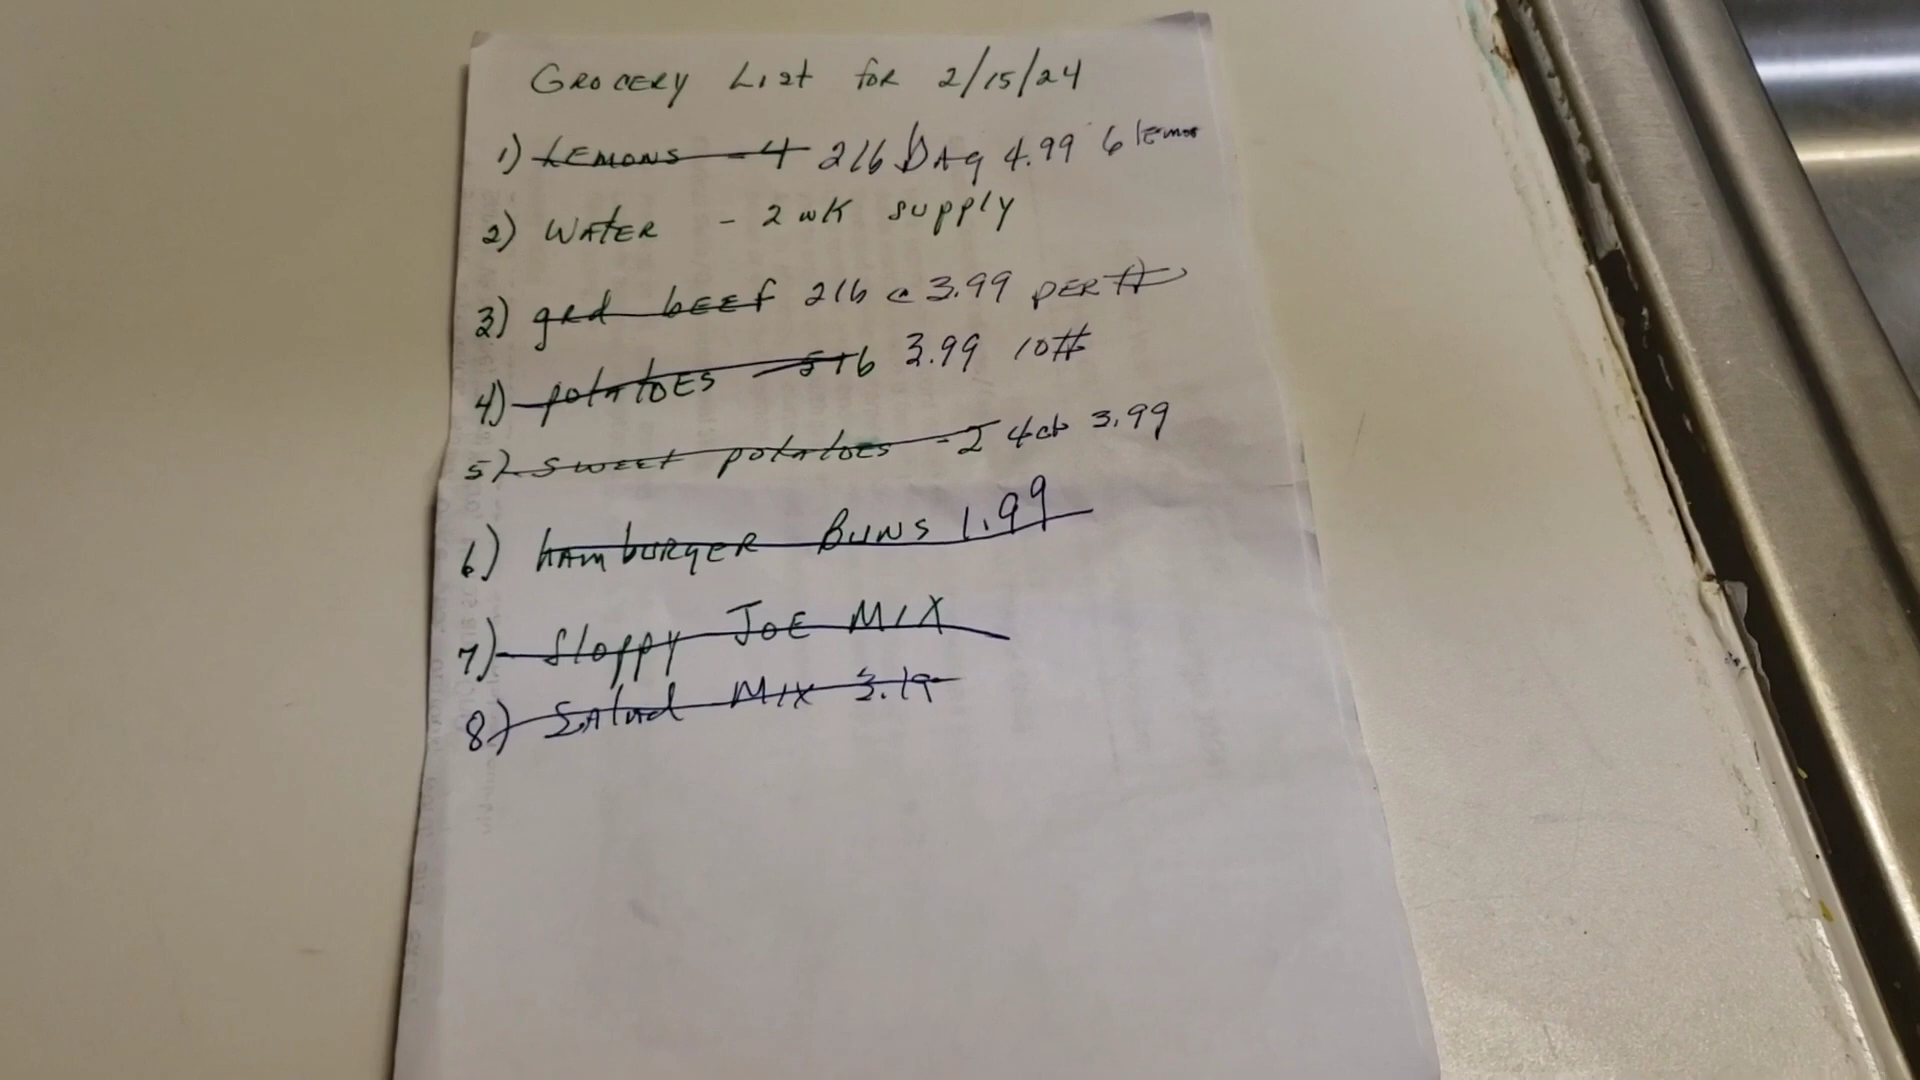 GROCERY LIst foR 2/15/24
1) LEMONS - 4 2lb BAg 4.99 6 lemons
2) WAtER - 2 wk supply
3) gRd bEEf 2lb @ 3.99 pER #
4) potAtoEs - 5lb 3.99 10#
5) SwEEt potAtoEs - 2 4ct 3.99
6) hAmburgER BuNs 1.99
7) Sloppy JoE MIX
8) SAlad MIX 3.19